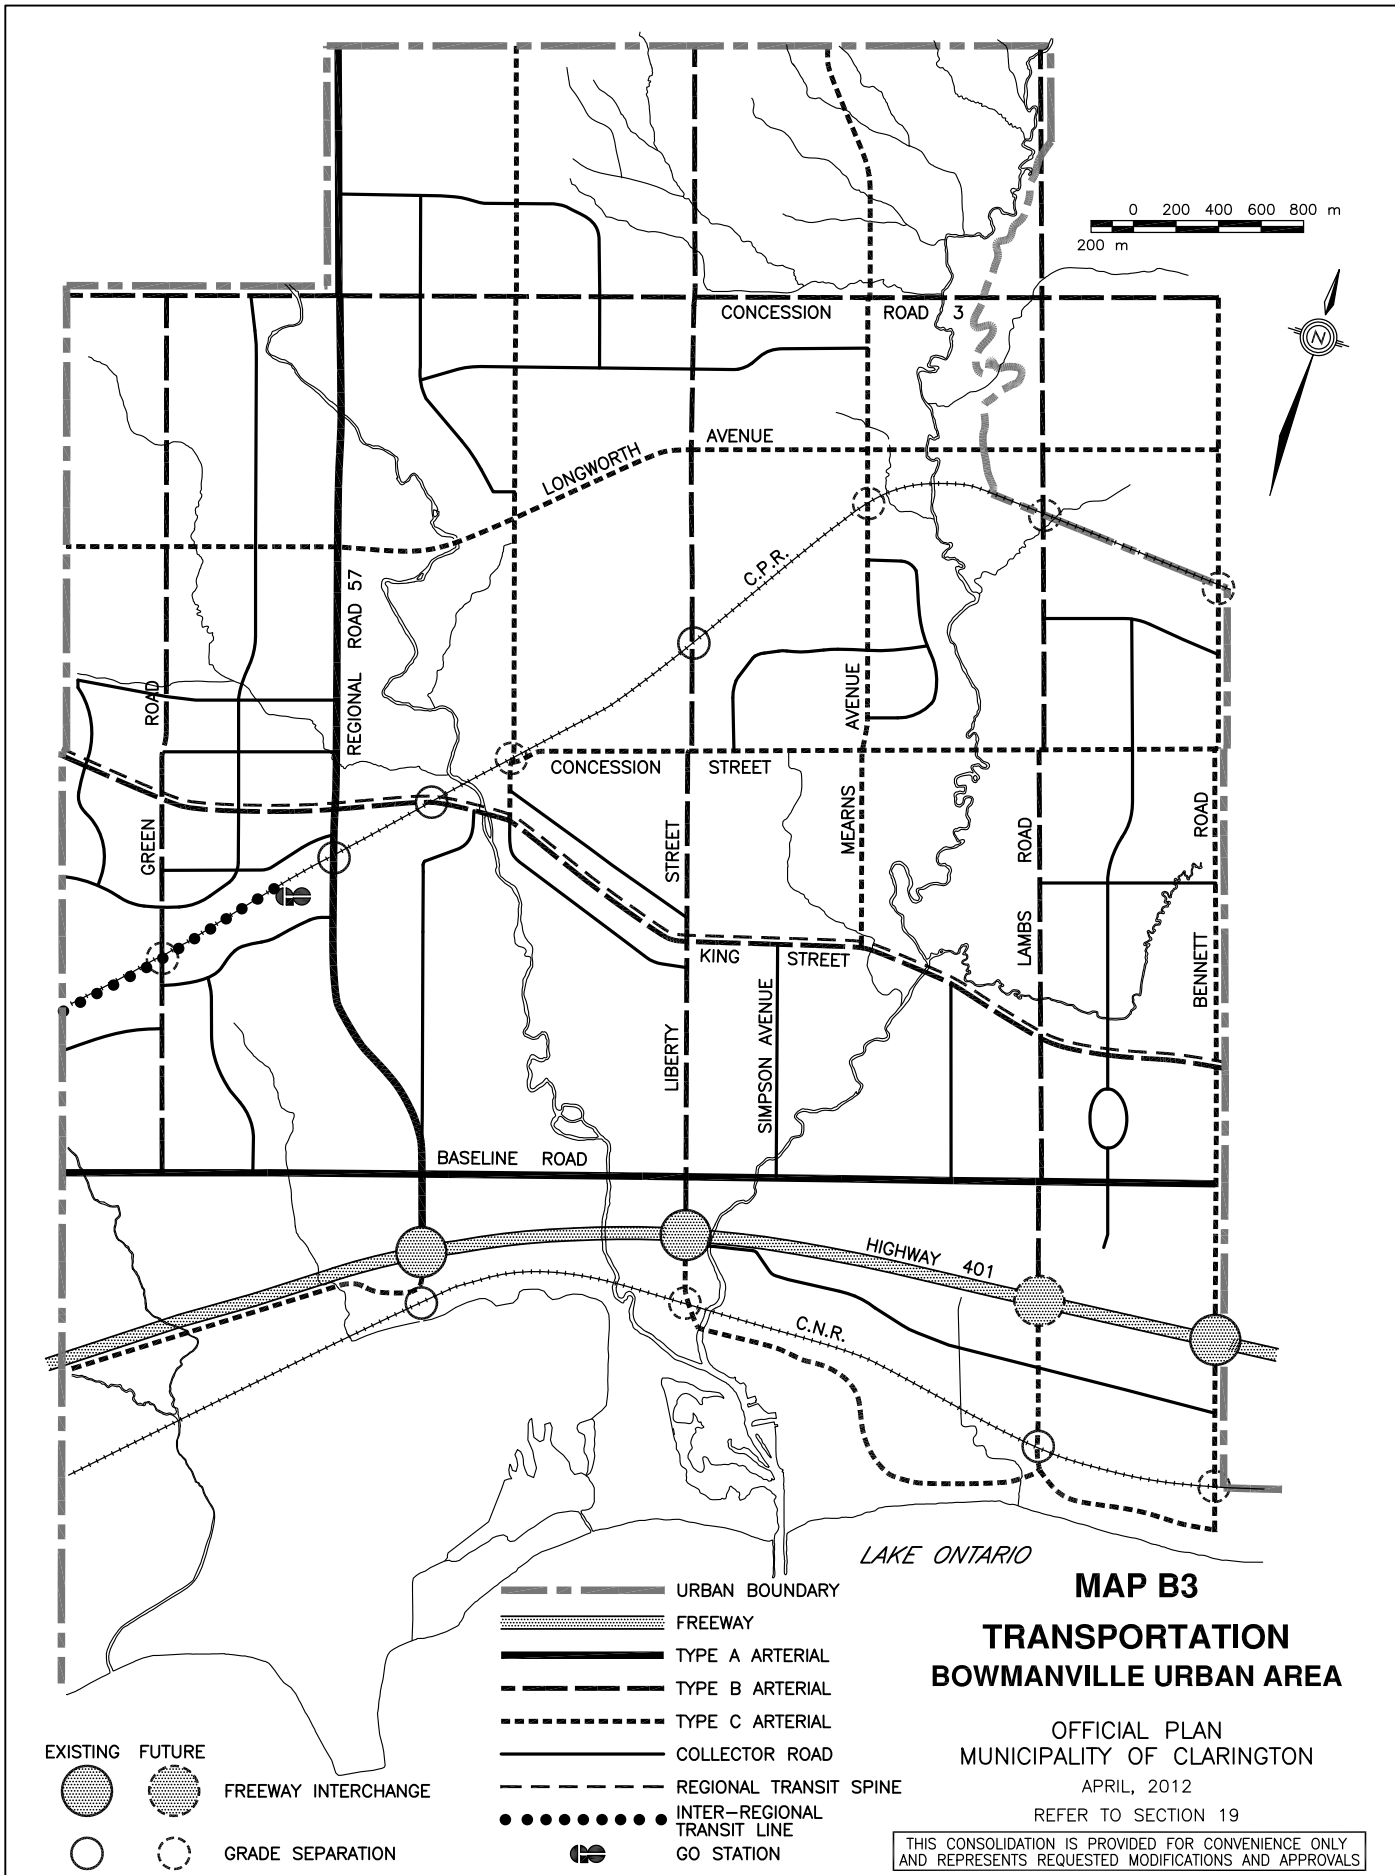 0 200 400 600 800 m
200 m
N
CONCESSION ROAD 3
LONGWORTH AVENUE
REGIONAL ROAD 57
C.P.R.
GREEN ROAD
CONCESSION STREET
MEARNS AVENUE
LIBERTY STREET
KING STREET
SIMPSON AVENUE
LAMBS ROAD
BENNETT ROAD
BASELINE ROAD
HIGHWAY 401
C.N.R.
LAKE ONTARIO
URBAN BOUNDARY
FREEWAY
TYPE A ARTERIAL
TYPE B ARTERIAL
TYPE C ARTERIAL
COLLECTOR ROAD
REGIONAL TRANSIT SPINE
INTER-REGIONAL
TRANSIT LINE
GO STATION
EXISTING FUTURE
FREEWAY INTERCHANGE
GRADE SEPARATION
MAP B3
TRANSPORTATION
BOWMANVILLE URBAN AREA
OFFICIAL PLAN
MUNICIPALITY OF CLARINGTON
APRIL, 2012
REFER TO SECTION 19
THIS CONSOLIDATION IS PROVIDED FOR CONVENIENCE ONLY
AND REPRESENTS REQUESTED MODIFICATIONS AND APPROVALS